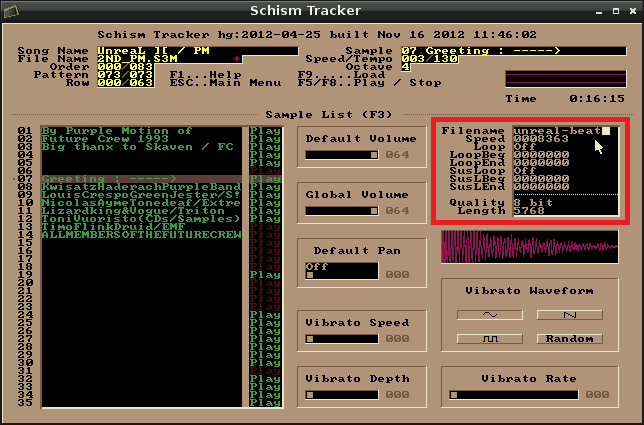 Schism Tracker
Schism Tracker hg:2012-04-25 built Nov 16 2012 11:46:02
Song Name UnreaL ][ / PM
Sample 07 Greeting : ----->
File Name 2ND_PM.S3M +
Speed/Tempo 003/130
Order 000/083
Octave 4
Pattern 073/073
F1...Help F9.....Load
Row 000/063
ESC..Main Menu F5/F8..Play / Stop
Time 0:16:15
Sample List (F3)
01 By Purple Motion of Play
02 Future Crew 1993 Play
03 Big thanx to Skaven / FC Play
04 Play
05 Play
06 Play
07 Greeting : -----> Play
08 KwisatzHaderachPurpleBand Play
09 LouisCrespoGreenJester/S! Play
10 NicolasAymeTonedeaf/Extre Play
11 Lizardking&Vogue/Triton Play
12 ToniVuoristo(CDs/Samples) Play
13 TimoFlinkDruid/EMF Play
14 ALLMEMBERSOFTHEFUTURECREW Play
15 Play
16 Play
17 Play
18 Play
19 Play
20 Play
21 Play
22 Play
23 Play
24 Play
25 Play
26 Play
27 Play
28 Play
29 Play
30 Play
31 Play
32 Play
33 Play
34 Play
35 Play
Default Volume
064
Global Volume
064
Default Pan
Off
000
Vibrato Speed
000
Vibrato Depth
000
Filename unreal-beat
Speed 0008363
Loop Off
LoopBeg 0000000
LoopEnd 0000000
SusLoop Off
SusLBeg 0000000
SusLEnd 0000000
Quality 8 bit
Length 5768
Vibrato Waveform
Random
Vibrato Rate
000